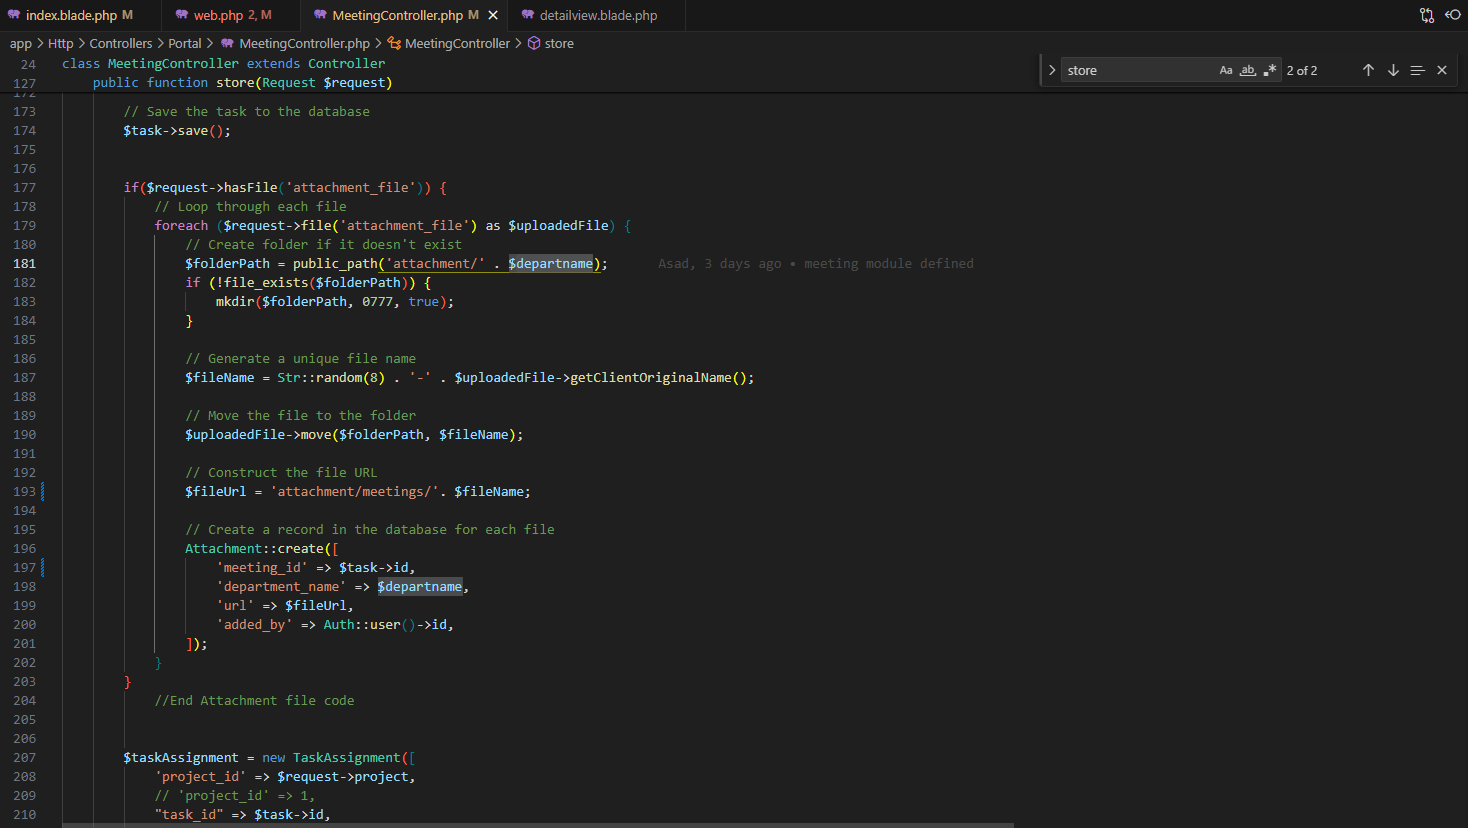 index.blade.php M web.php 2, M MeetingController.php M detailview.blade.php
app > Http > Controllers > Portal > MeetingController.php > MeetingController > store
24 class MeetingController extends Controller
store Aa ab 2 of 2
127 public function store(Request $request)
172
173 // Save the task to the database
174 $task->save();
175
176
177 if($request->hasFile('attachment_file')) {
178 // Loop through each file
179 foreach ($request->file('attachment_file') as $uploadedFile) {
180 // Create folder if it doesn't exist
181 $folderPath = public_path('attachment/' . $departname); Asad, 3 days ago • meeting module defined
182 if (!file_exists($folderPath)) {
183 mkdir($folderPath, 0777, true);
184 }
185
186 // Generate a unique file name
187 $fileName = Str::random(8) . '-' . $uploadedFile->getClientOriginalName();
188
189 // Move the file to the folder
190 $uploadedFile->move($folderPath, $fileName);
191
192 // Construct the file URL
193 $fileUrl = 'attachment/meetings/'. $fileName;
194
195 // Create a record in the database for each file
196 Attachment::create([
197 'meeting_id' => $task->id,
198 'department_name' => $departname,
199 'url' => $fileUrl,
200 'added_by' => Auth::user()->id,
201 ]);
202 }
203 }
204 //End Attachment file code
205
206
207 $taskAssignment = new TaskAssignment([
208 'project_id' => $request->project,
209 // 'project_id' => 1,
210 "task_id" => $task->id,